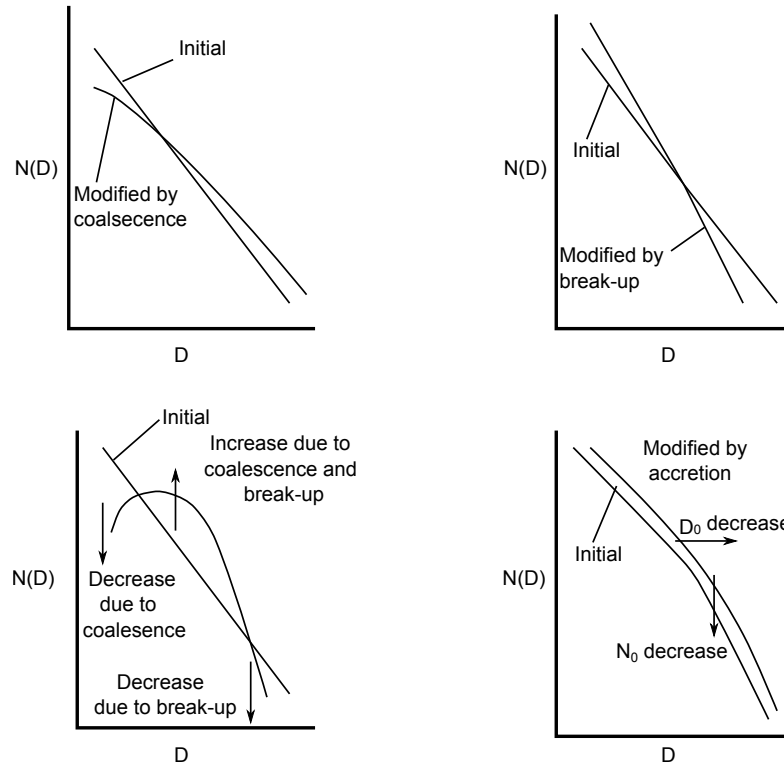 Initial
N(D)
Modified by
coalsecence
D
Initial
N(D)
Modified by
break-up
D
Initial
Increase due to
coalescence and
break-up
N(D)
Decrease
due to
coalesence
Decrease
due to break-up
D
Modified by
accretion
D₀ decrease
Initial
N(D)
N₀ decrease
D